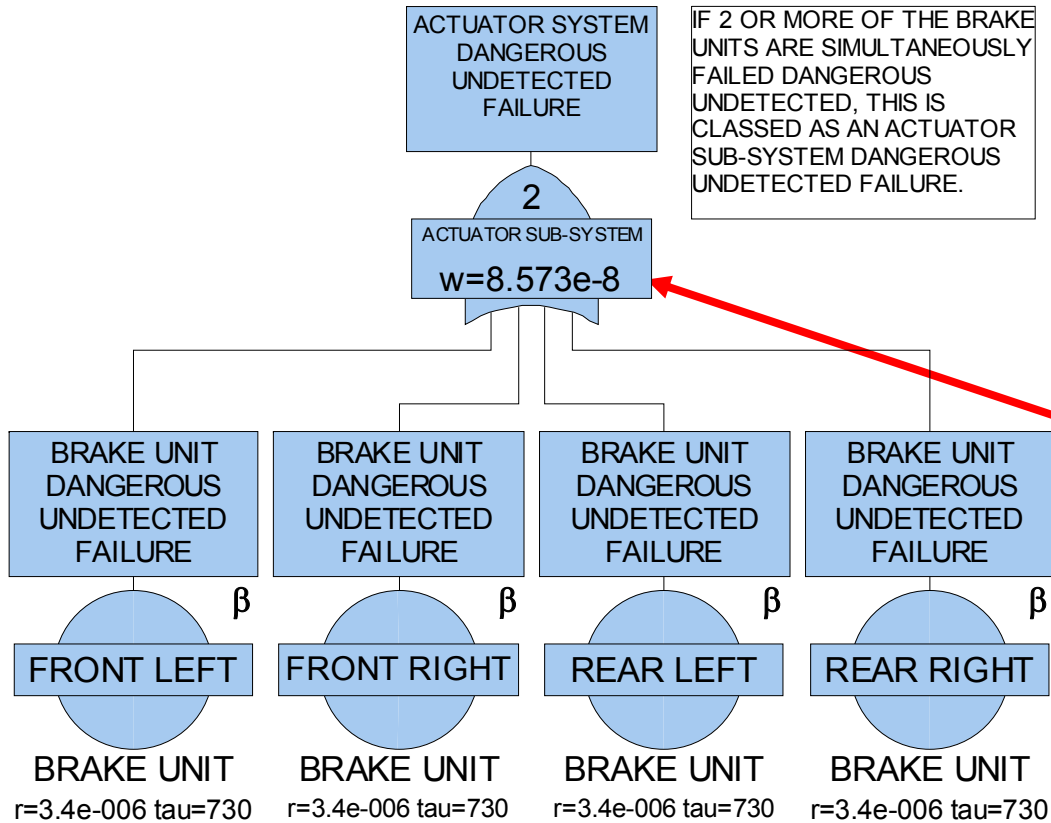 ACTUATOR SYSTEM
DANGEROUS
UNDETECTED
FAILURE
IF 2 OR MORE OF THE BRAKE
UNITS ARE SIMULTANEOUSLY
FAILED DANGEROUS
UNDETECTED, THIS IS
CLASSED AS AN ACTUATOR
SUB-SYSTEM DANGEROUS
UNDETECTED FAILURE.
2
ACTUATOR SUB-SYSTEM
w=8.573e-8
BRAKE UNIT
DANGEROUS
UNDETECTED
FAILURE
BRAKE UNIT
DANGEROUS
UNDETECTED
FAILURE
BRAKE UNIT
DANGEROUS
UNDETECTED
FAILURE
BRAKE UNIT
DANGEROUS
UNDETECTED
FAILURE
β
β
β
β
FRONT LEFT
FRONT RIGHT
REAR LEFT
REAR RIGHT
BRAKE UNIT
BRAKE UNIT
BRAKE UNIT
BRAKE UNIT
r=3.4e-006 tau=730
r=3.4e-006 tau=730
r=3.4e-006 tau=730
r=3.4e-006 tau=730